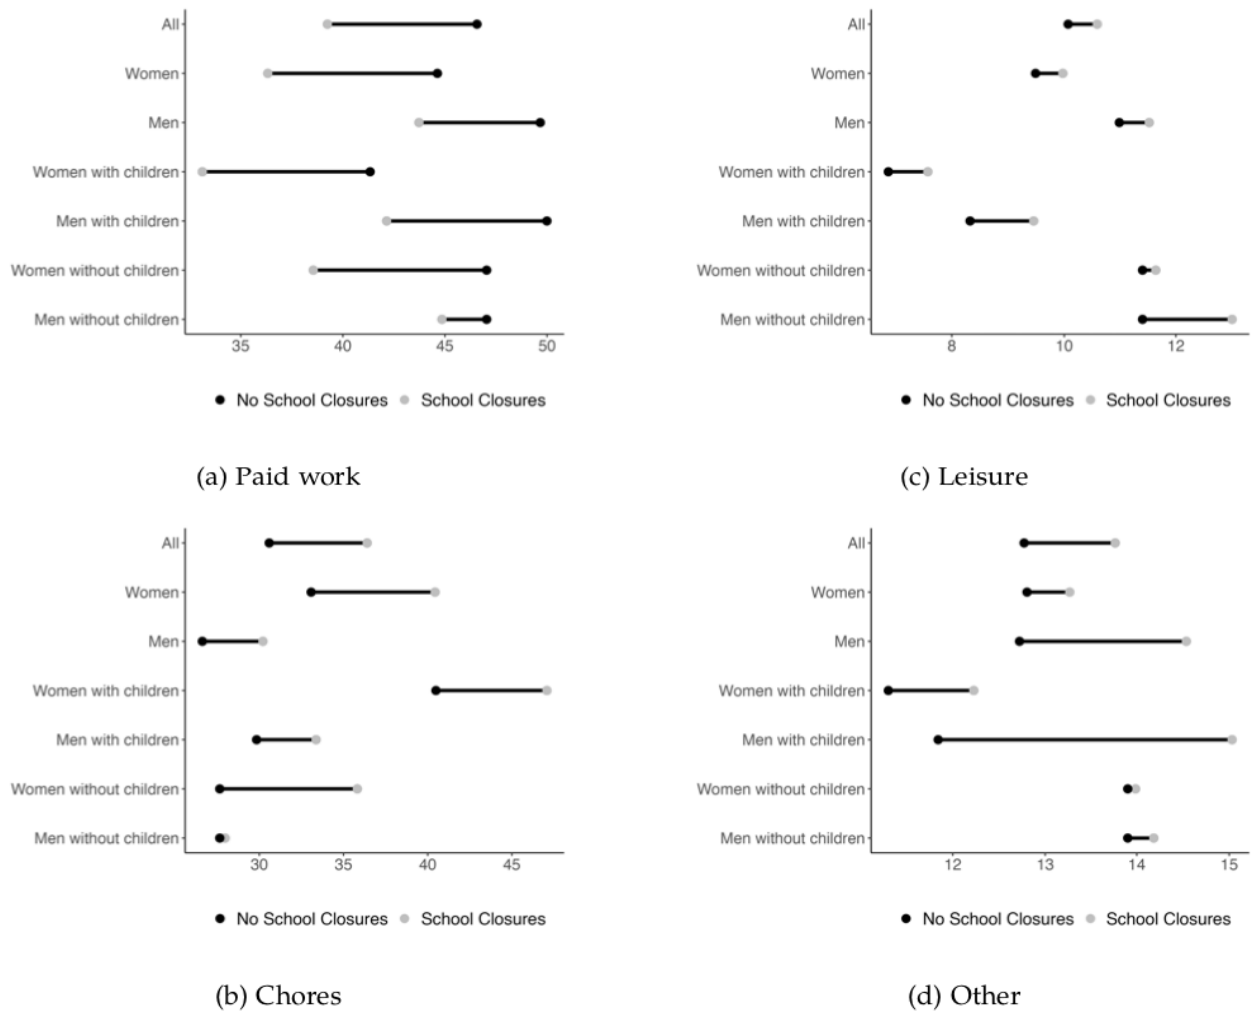 All
Women
Men
Women with children
Men with children
Women without children
Men without children
35 40 45 50
No School Closures School Closures
(a) Paid work
All
Women
Men
Women with children
Men with children
Women without children
Men without children
8 10 12
No School Closures School Closures
(c) Leisure
All
Women
Men
Women with children
Men with children
Women without children
Men without children
30 35 40 45
No School Closures School Closures
(b) Chores
All
Women
Men
Women with children
Men with children
Women without children
Men without children
12 13 14 15
No School Closures School Closures
(d) Other